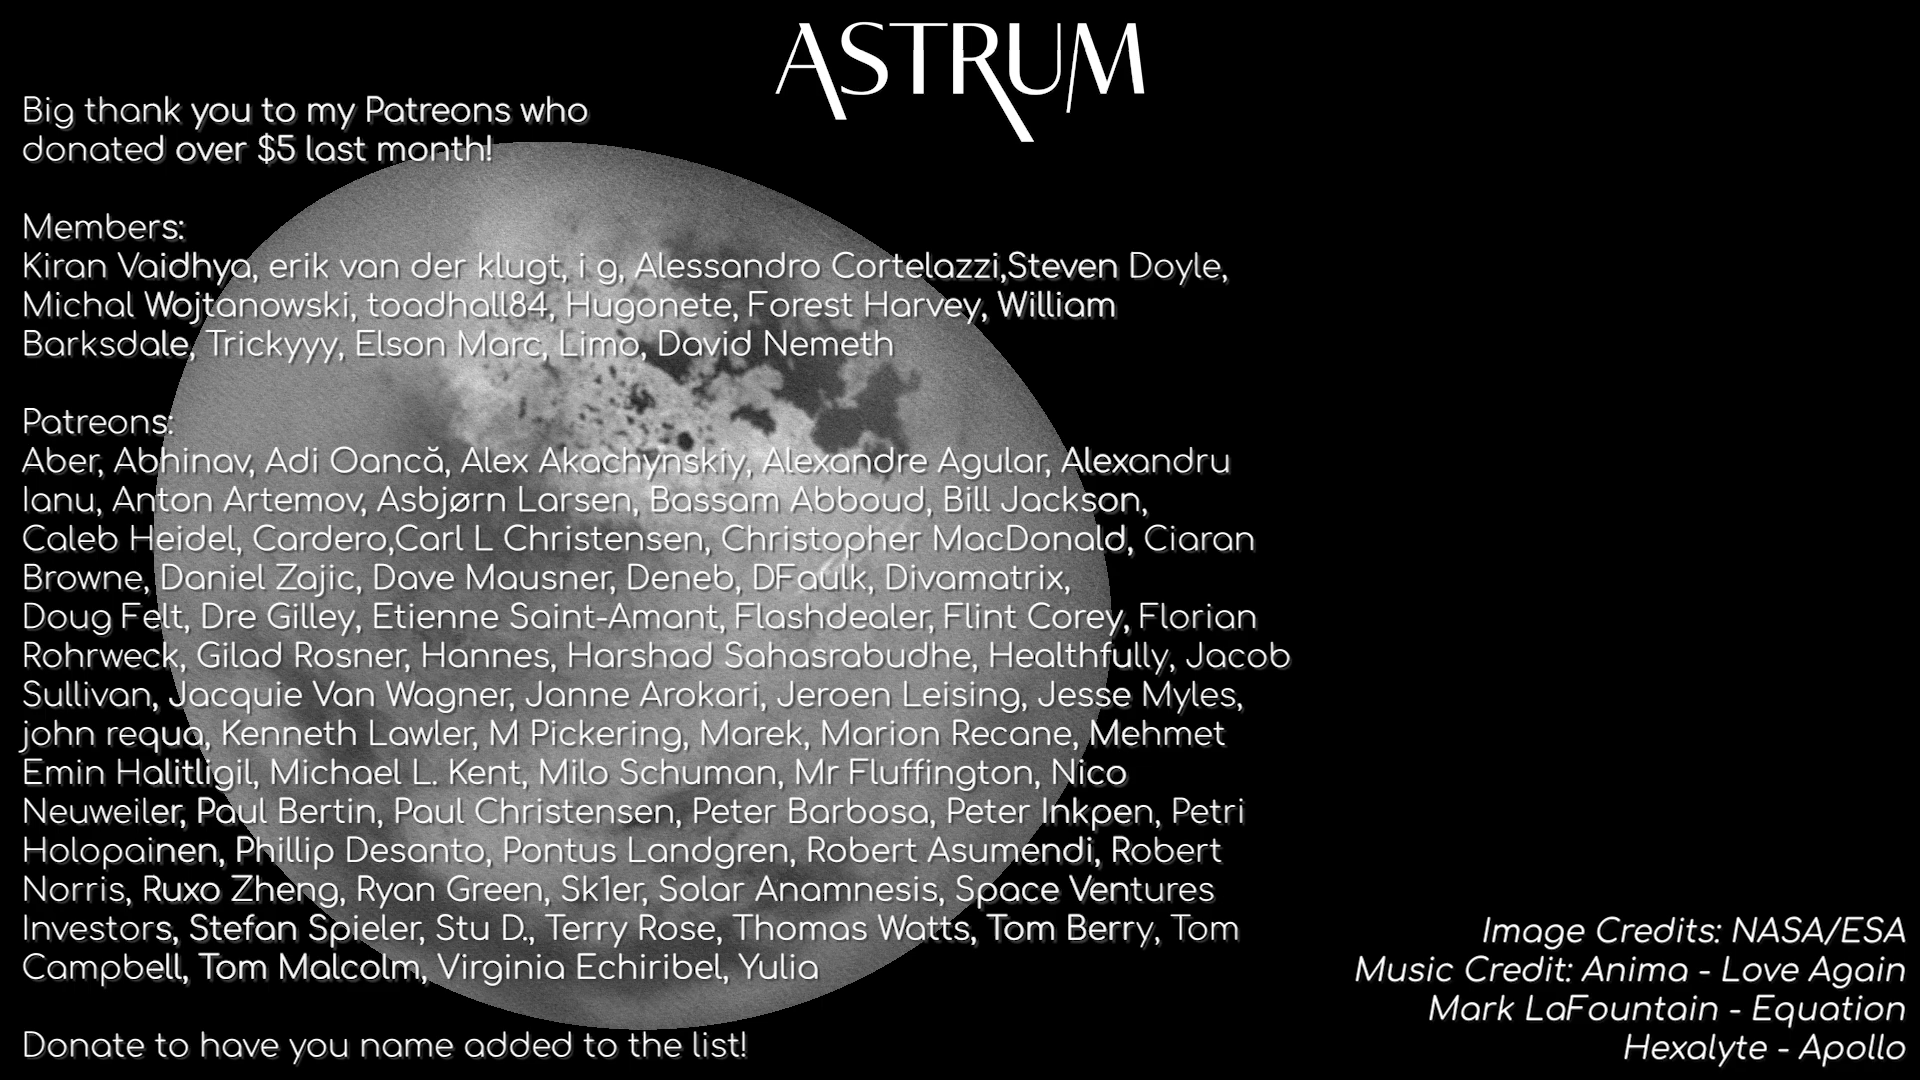 ASTRUM
Big thank you to my Patreons who
donated over $5 last month!
Members:
Kiran Vaidhya, erik van der klugt, i g, Alessandro Cortelazzi,Steven Doyle,
Michal Wojtanowski, toadhall84, Hugonete, Forest Harvey, William
Barksdale, Trickyyy, Elson Marc, Limo, David Nemeth
Patreons:
Aber, Abhinav, Adi Oancă, Alex Akachynskiy, Alexandre Agular, Alexandru
Ianu, Anton Artemov, Asbjørn Larsen, Bassam Abboud, Bill Jackson,
Caleb Heidel, Cardero,Carl L Christensen, Christopher MacDonald, Ciaran
Browne, Daniel Zajic, Dave Mausner, Deneb, DFaulk, Divamatrix,
Doug Felt, Dre Gilley, Etienne Saint-Amant, Flashdealer, Flint Corey, Florian
Rohrweck, Gilad Rosner, Hannes, Harshad Sahasrabudhe, Healthfully, Jacob
Sullivan, Jacquie Van Wagner, Janne Arokari, Jeroen Leising, Jesse Myles,
john requa, Kenneth Lawler, M Pickering, Marek, Marion Recane, Mehmet
Emin Halitligil, Michael L. Kent, Milo Schuman, Mr Fluffington, Nico
Neuweiler, Paul Bertin, Paul Christensen, Peter Barbosa, Peter Inkpen, Petri
Holopainen, Phillip Desanto, Pontus Landgren, Robert Asumendi, Robert
Norris, Ruxo Zheng, Ryan Green, Sk1er, Solar Anamnesis, Space Ventures
Investors, Stefan Spieler, Stu D., Terry Rose, Thomas Watts, Tom Berry, Tom
Campbell, Tom Malcolm, Virginia Echiribel, Yulia
Donate to have you name added to the list!
Image Credits: NASA/ESA
Music Credit: Anima - Love Again
Mark LaFountain - Equation
Hexalyte - Apollo